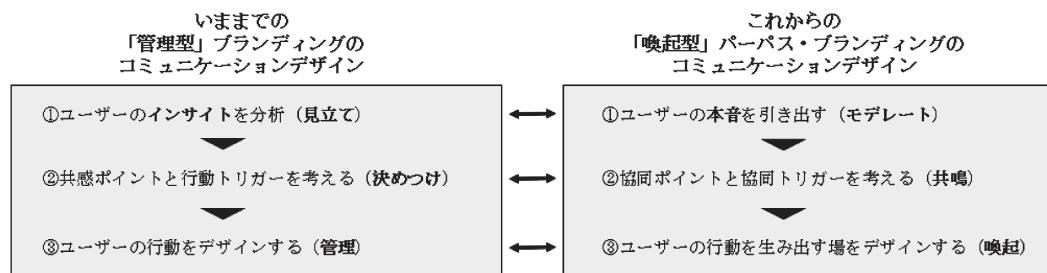 いままでの
「管理型」ブランディングの
コミュニケーションデザイン
①ユーザーのインサイトを分析（見立て）
②共感ポイントと行動トリガーを考える（決めつけ）
③ユーザーの行動をデザインする（管理）
これからの
「喚起型」パーパス・ブランディングの
コミュニケーションデザイン
①ユーザーの本音を引き出す（モデレート）
②協同ポイントと協同トリガーを考える（共鳴）
③ユーザーの行動を生み出す場をデザインする（喚起）